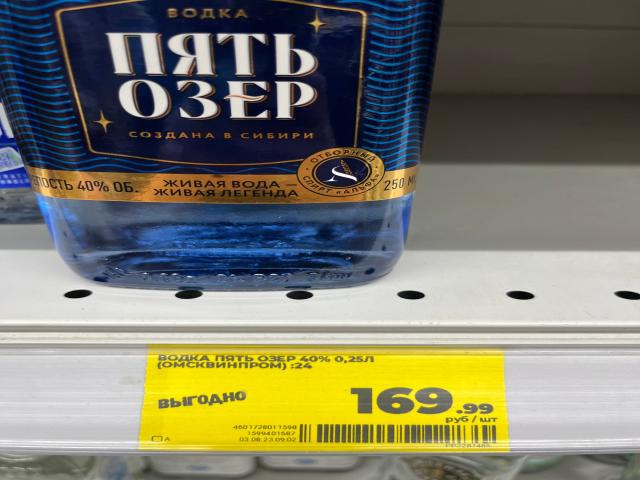 ВОДКА
ПЯТЬ
ОЗЕР
СОЗДАНА В СИБИРИ
ОТБОРНЫЙ
СПИРТ «АЛЬФА»
40% ОБ.
ЖИВАЯ ВОДА –
ЖИВАЯ ЛЕГЕНДА
250
ВОДКА ПЯТЬ ОЗЕР 40% 0,25Л
(ОМСКВИНПРОМ) :24
ВЫГОДНО
169.99
руб / шт
4601728011598
1599401687
03.08.23 09:02
A